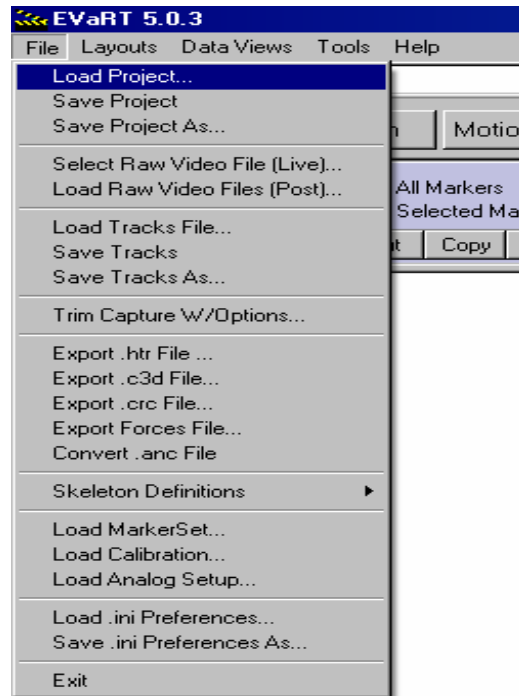 EVaRT 5.0.3
File Layouts Data Views Tools Help
Load Project...
Save Project
Save Project As...
Select Raw Video File (Live)...
Load Raw Video Files (Post)...
Load Tracks File...
Save Tracks
Save Tracks As...
Trim Capture W/Options...
Export .htr File ...
Export .c3d File...
Export .crc File...
Export Forces File...
Convert .anc File
Skeleton Definitions
Load MarkerSet...
Load Calibration...
Load Analog Setup...
Load .ini Preferences...
Save .ini Preferences As...
Exit
Motio
All Markers
Selected Ma
Copy